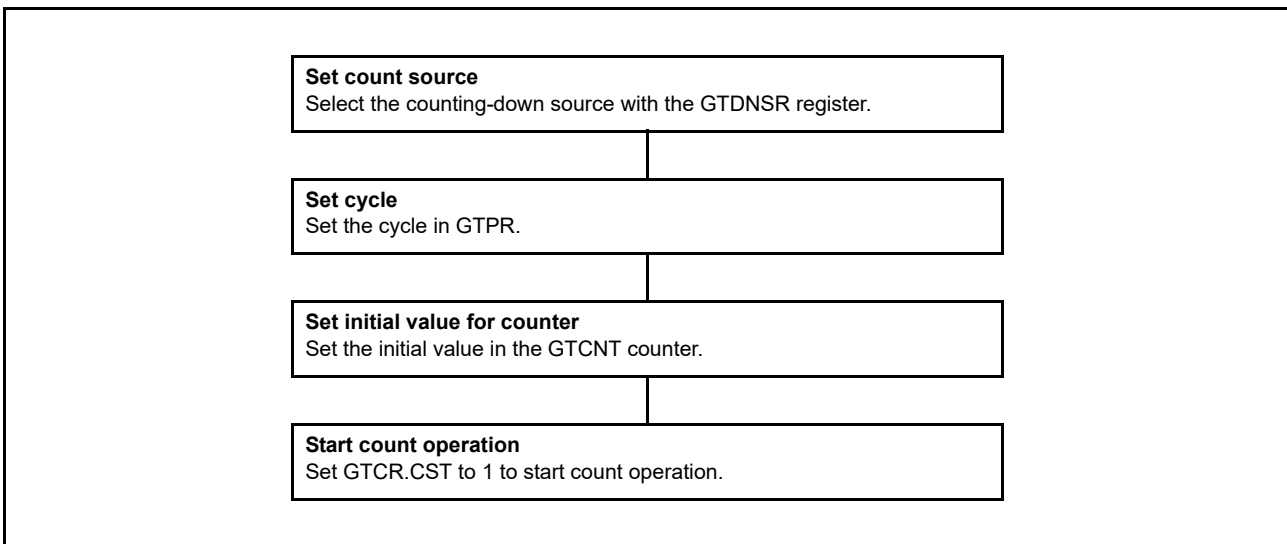 Set count source
Select the counting-down source with the GTDNSR register.
Set cycle
Set the cycle in GTPR.
Set initial value for counter
Set the initial value in the GTCNT counter.
Start count operation
Set GTCR.CST to 1 to start count operation.